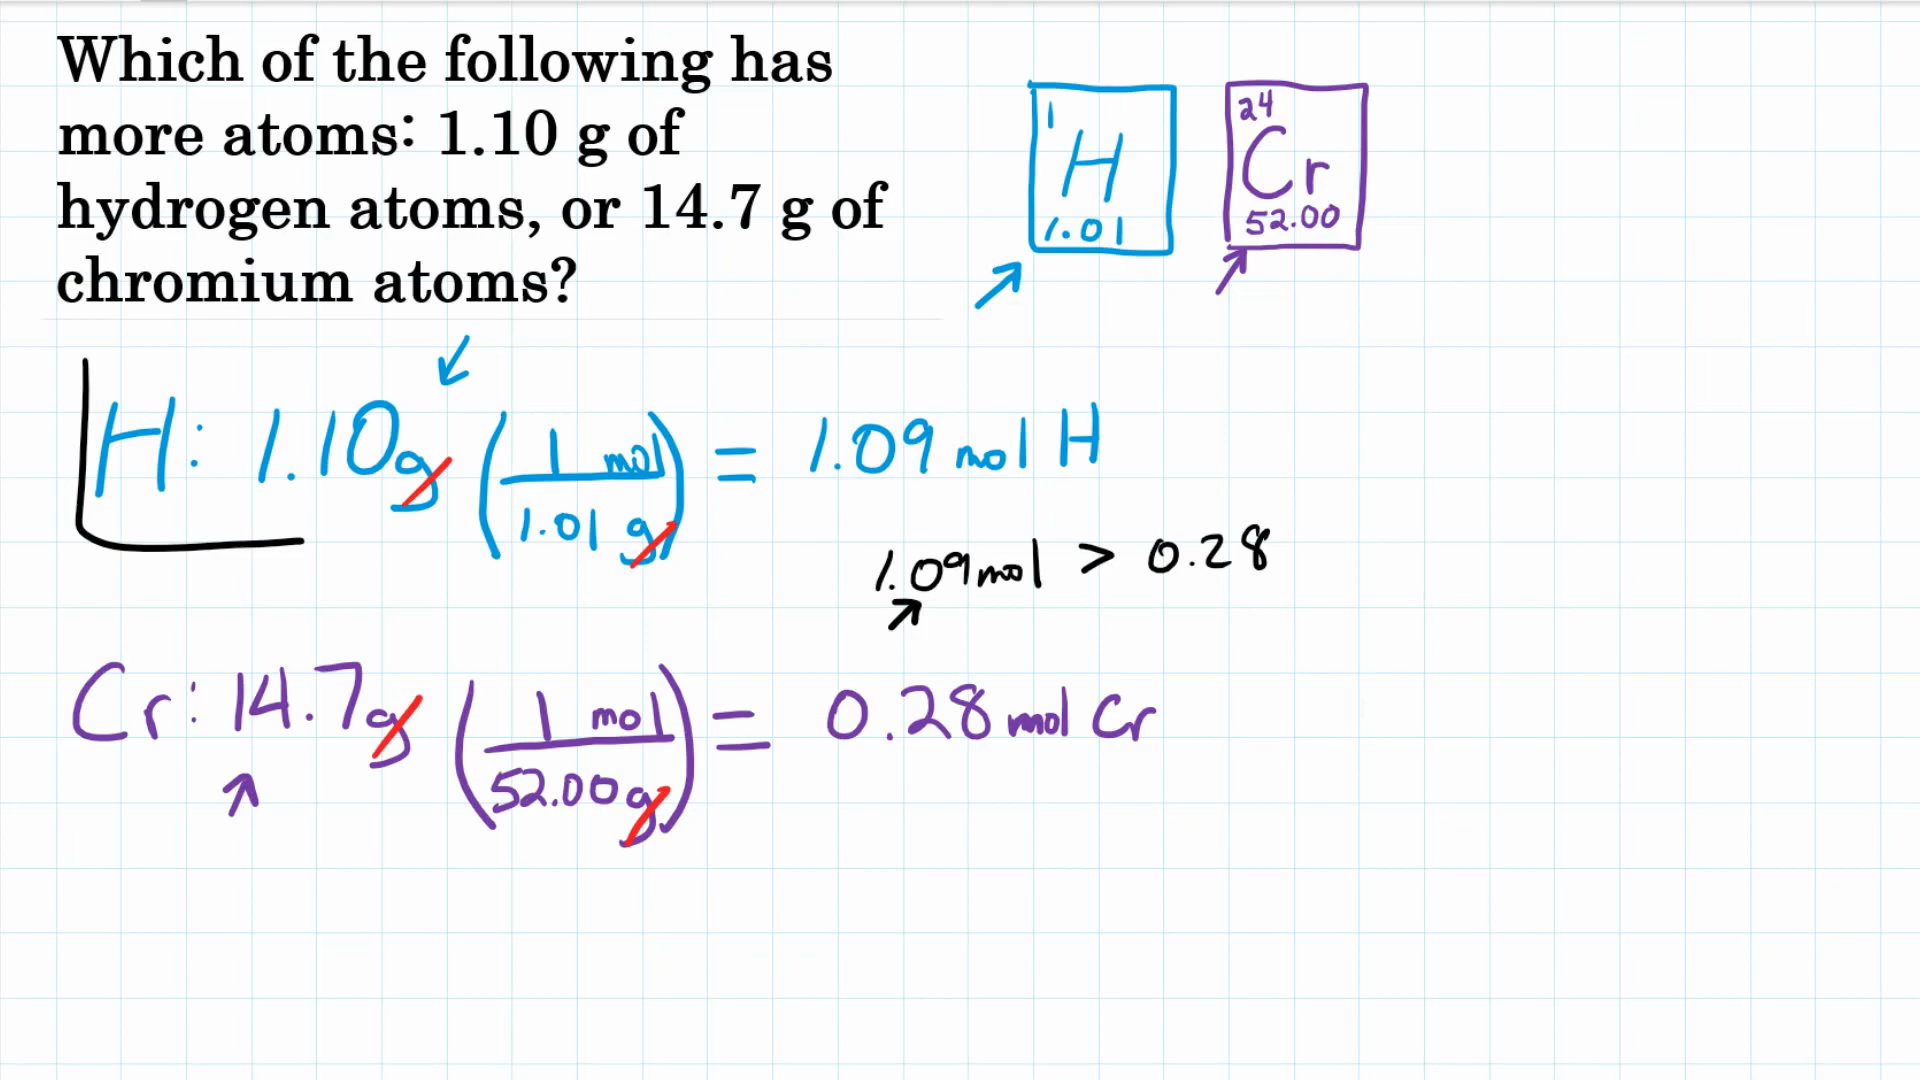 Which of the following has
more atoms: 1.10 g of
hydrogen atoms, or 14.7 g of
chromium atoms?
1
H
1.01
24
Cr
52.00
H: 1.10g (1 mol / 1.01 g) = 1.09 mol H
1.09 mol > 0.28
Cr: 14.7g (1 mol / 52.00g) = 0.28 mol Cr